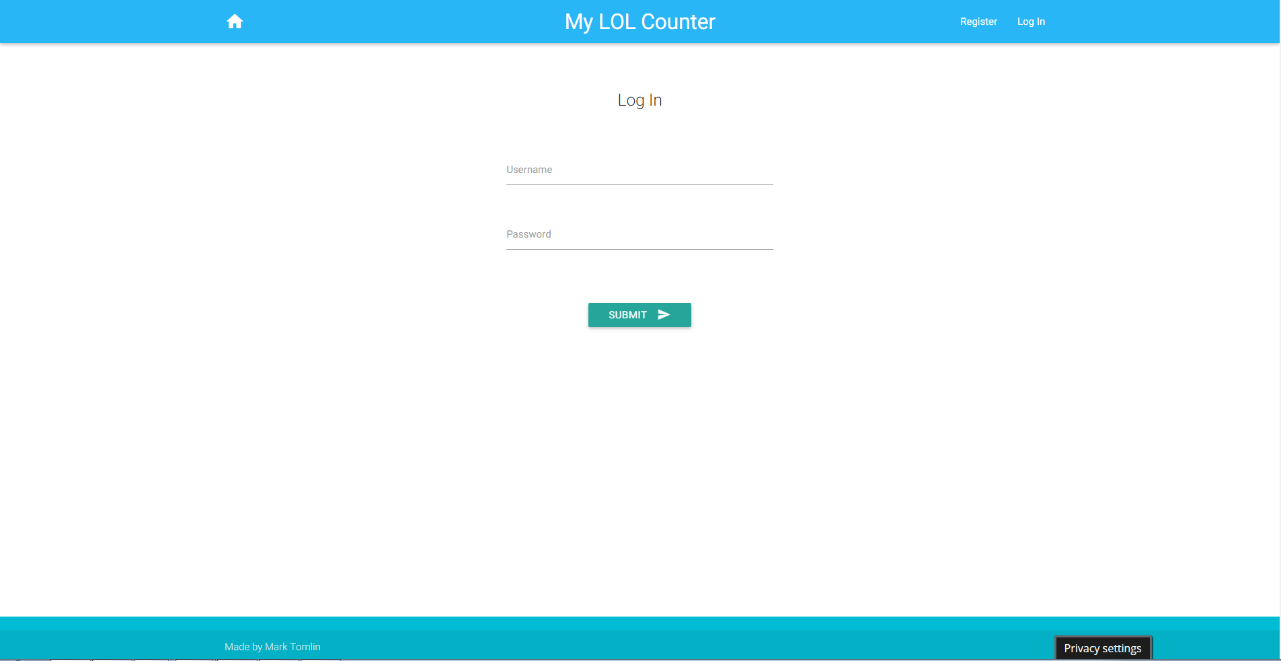 My LOL Counter
Register
Log In
Log In
Username
Password
SUBMIT
Made by Mark Tomlin
Privacy settings